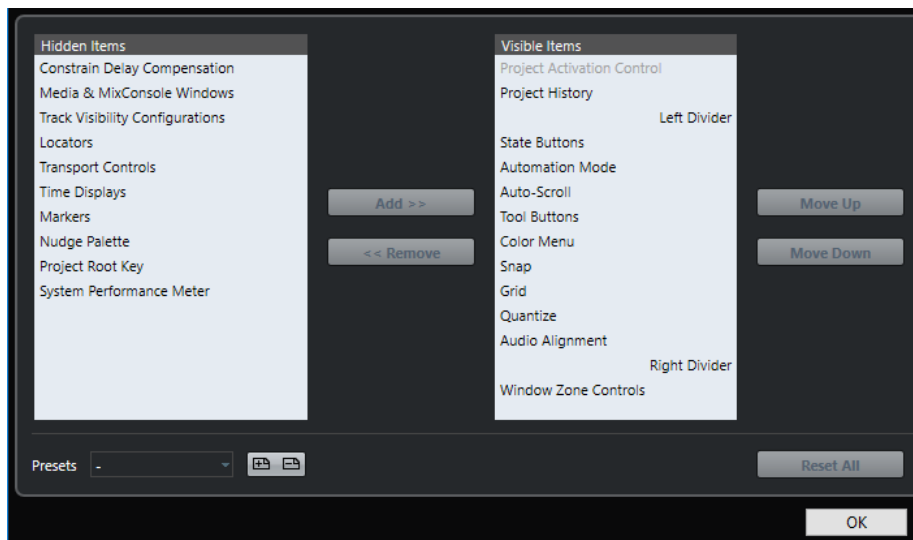 Hidden Items
Constrain Delay Compensation
Media & MixConsole Windows
Track Visibility Configurations
Locators
Transport Controls
Time Displays
Markers
Nudge Palette
Project Root Key
System Performance Meter
Add >>
<< Remove
Visible Items
Project Activation Control
Project History
Left Divider
State Buttons
Automation Mode
Auto-Scroll
Tool Buttons
Color Menu
Snap
Grid
Quantize
Audio Alignment
Right Divider
Window Zone Controls
Move Up
Move Down
Presets -
Reset All
OK